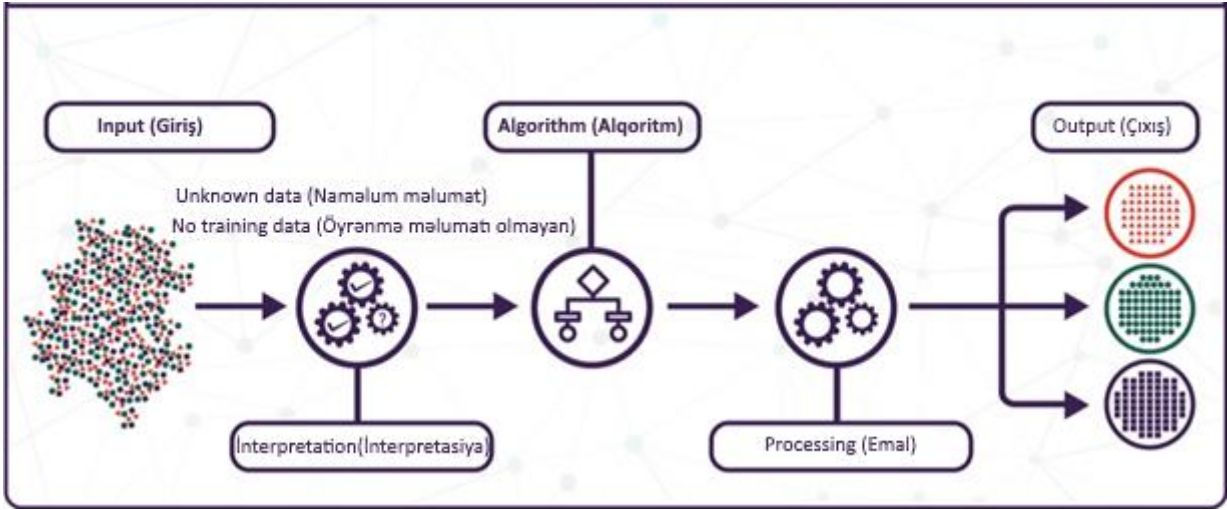 Input (Giriş)
Algorithm (Alqoritm)
Output (Çıxış)
Unknown data (Naməlum məlumat)
No training data (Öyrənmə məlumatı olmayan)
?
İnterpretation(İnterpretasiya)
Processing (Emal)